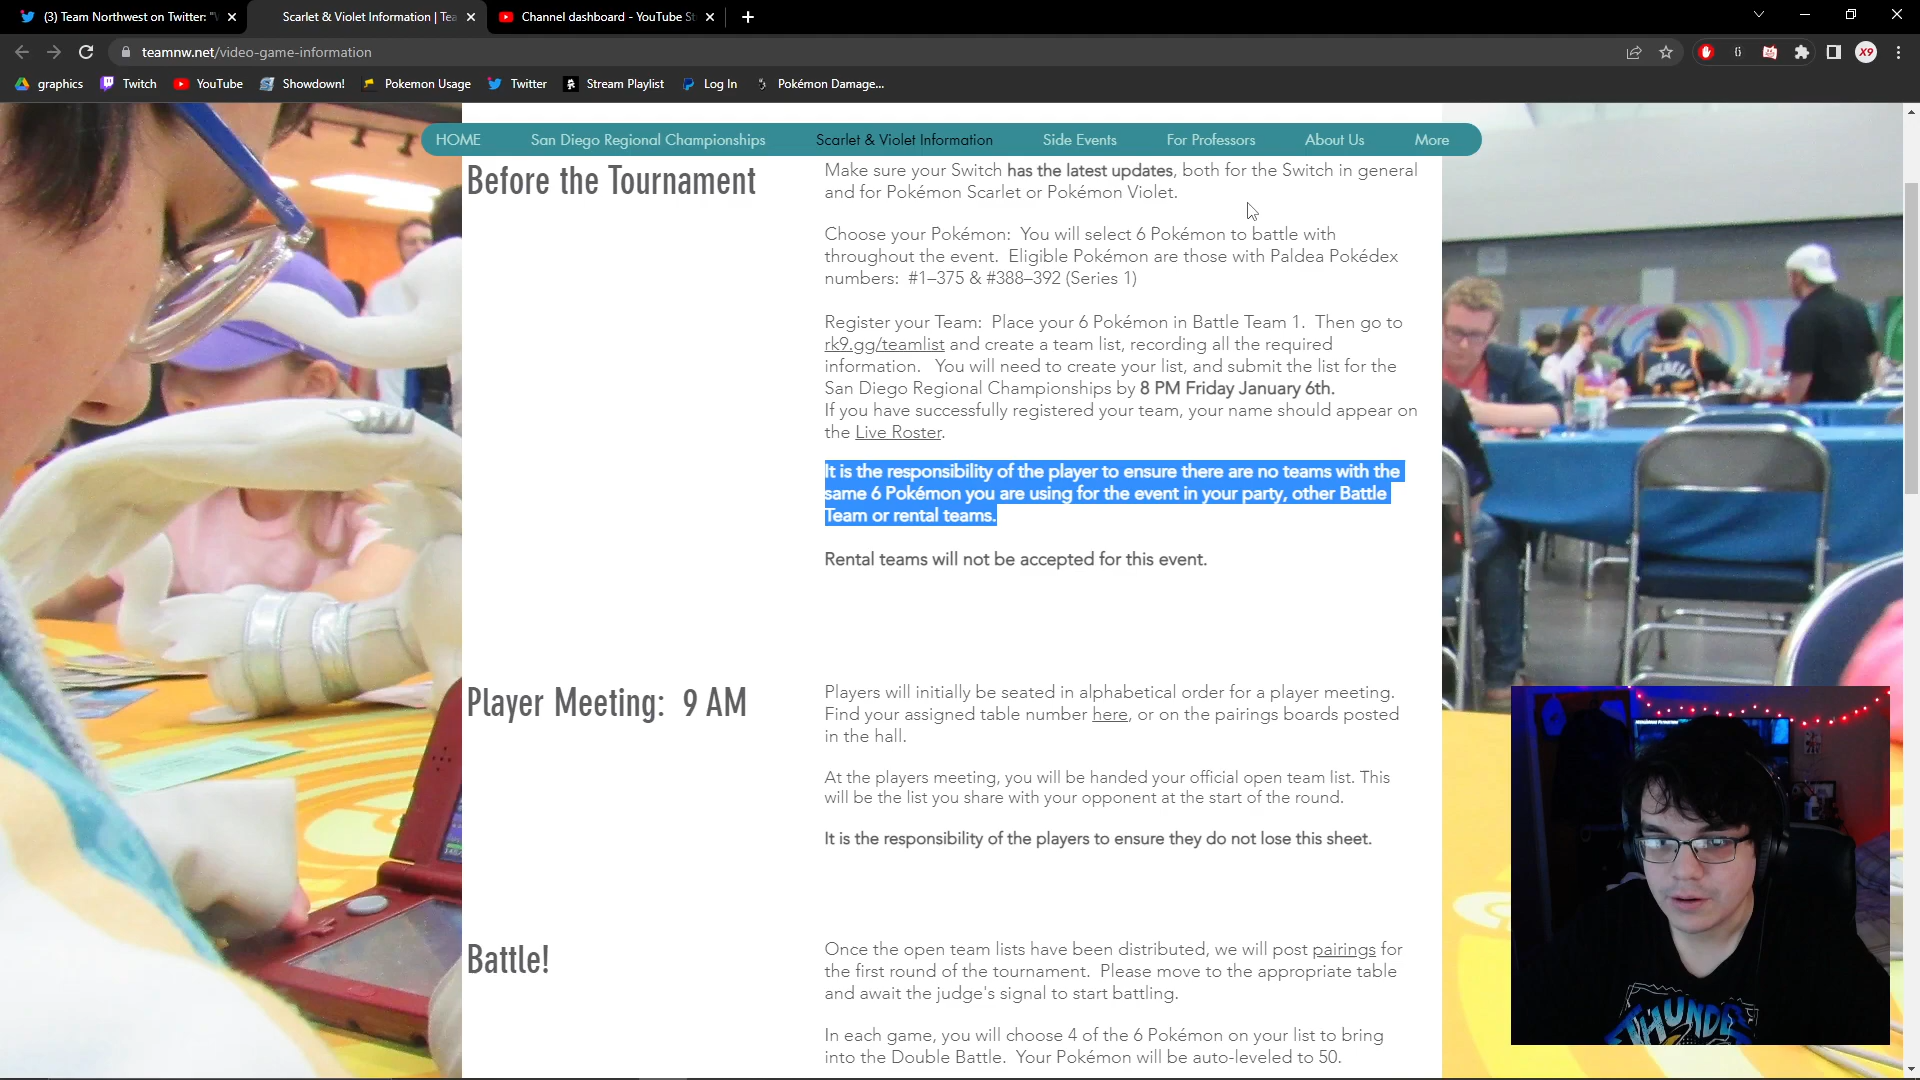 (3) Team Northwest on Twitter: "\
Scarlet & Violet Information | Tea
Channel dashboard - YouTube St
teamnw.net/video-game-information
X9
graphics
Twitch
YouTube
Showdown!
Pokemon Usage
Twitter
Stream Playlist
Log In
Pokémon Damage...
HOME
San Diego Regional Championships
Scarlet & Violet Information
Side Events
For Professors
About Us
More
Before the Tournament
Make sure your Switch has the latest updates, both for the Switch in general
and for Pokémon Scarlet or Pokémon Violet.
Choose your Pokémon:  You will select 6 Pokémon to battle with
throughout the event.  Eligible Pokémon are those with Paldea Pokédex
numbers:  #1–375 & #388–392 (Series 1)
Register your Team:  Place your 6 Pokémon in Battle Team 1.  Then go to
rk9.gg/teamlist and create a team list, recording all the required
information.   You will need to create your list, and submit the list for the
San Diego Regional Championships by 8 PM Friday January 6th.
If you have successfully registered your team, your name should appear on
the Live Roster.
It is the responsibility of the player to ensure there are no teams with the
same 6 Pokémon you are using for the event in your party, other Battle
Team or rental teams.
Rental teams will not be accepted for this event.
Player Meeting:  9 AM
Players will initially be seated in alphabetical order for a player meeting.
Find your assigned table number here, or on the pairings boards posted
in the hall.
At the players meeting, you will be handed your official open team list. This
will be the list you share with your opponent at the start of the round.
It is the responsibility of the players to ensure they do not lose this sheet.
Battle!
Once the open team lists have been distributed, we will post pairings for
the first round of the tournament.  Please move to the appropriate table
and await the judge's signal to start battling.
In each game, you will choose 4 of the 6 Pokémon on your list to bring
into the Double Battle.  Your Pokémon will be auto-leveled to 50.